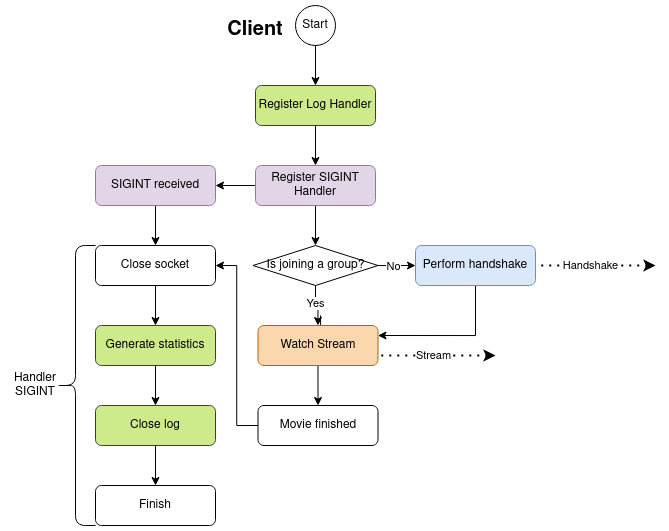 Client
Start
Register Log Handler
SIGINT received
Register SIGINT
Handler
Close socket
Is joining a group?
No
Perform handshake
Handshake
Yes
Generate statistics
Watch Stream
Stream
Handler
SIGINT
Close log
Movie finished
Finish